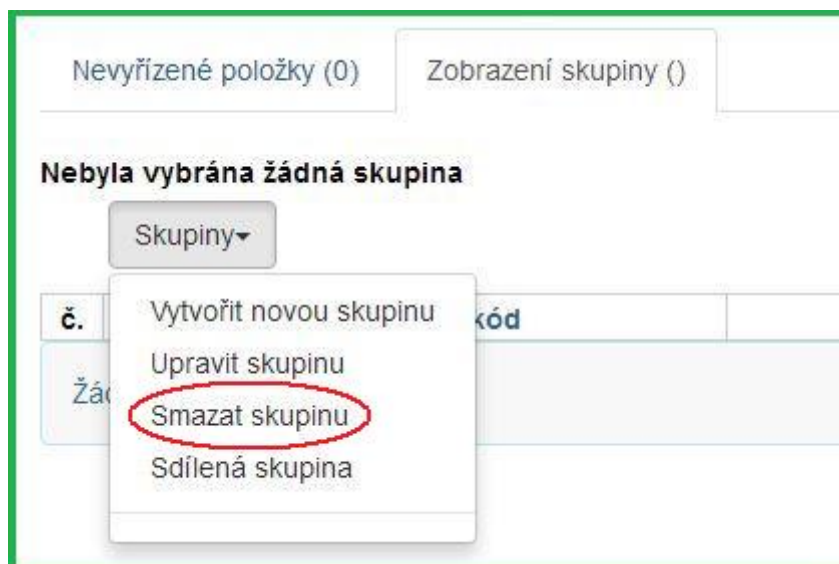 Nevyřízené položky (0) Zobrazení skupiny ()
Nebyla vybrána žádná skupina
Skupiny
č. kód
Vytvořit novou skupinu
Upravit skupinu
Smazat skupinu
Sdílená skupina